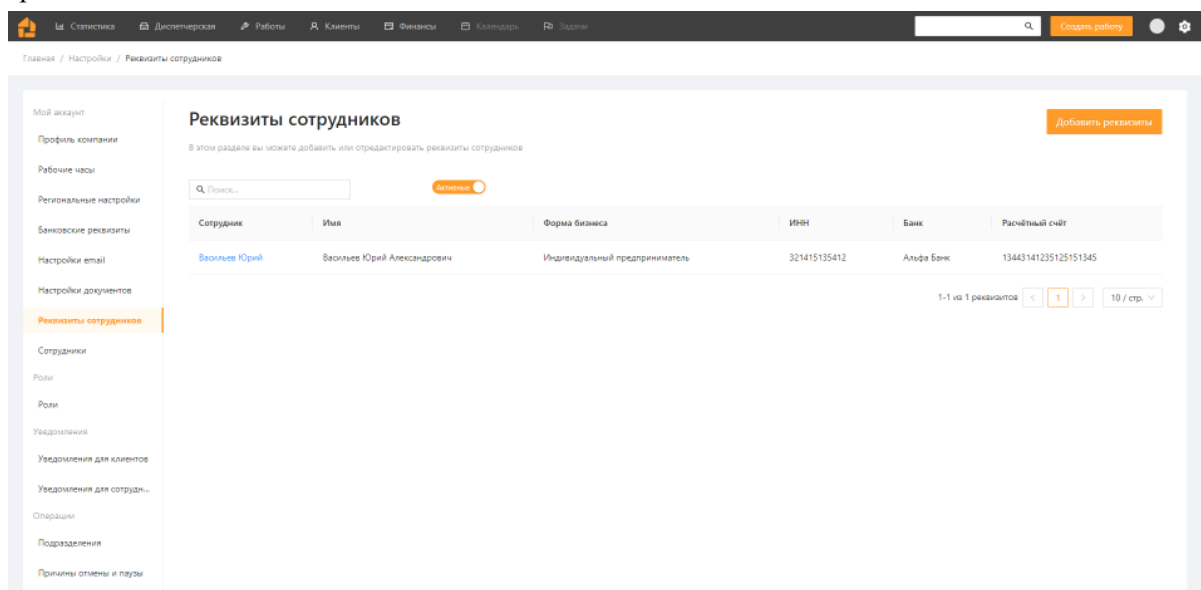 Статистика Диспетчерская Работы Клиенты Финансы Календарь Задачи Создать работу
Главная / Настройки / Реквизиты сотрудников
Мой аккаунт
Профиль компании
Рабочие часы
Региональные настройки
Банковские реквизиты
Настройки email
Настройки документов
Реквизиты сотрудников
Сотрудники
Роли
Роли
Уведомления
Уведомления для клиентов
Уведомления для сотрудн...
Операции
Подразделения
Причины отмены и паузы
Реквизиты сотрудников
Добавить реквизиты
В этом разделе вы можете добавить или отредактировать реквизиты сотрудников
Поиск...
Активные
Сотрудник Имя Форма бизнеса ИНН Банк Расчётный счёт
Васильев Юрий Васильев Юрий Александрович Индивидуальный предприниматель 321415135412 Альфа Банк 13443141235125151345
1-1 из 1 реквизитов < 1 > 10 / стр.